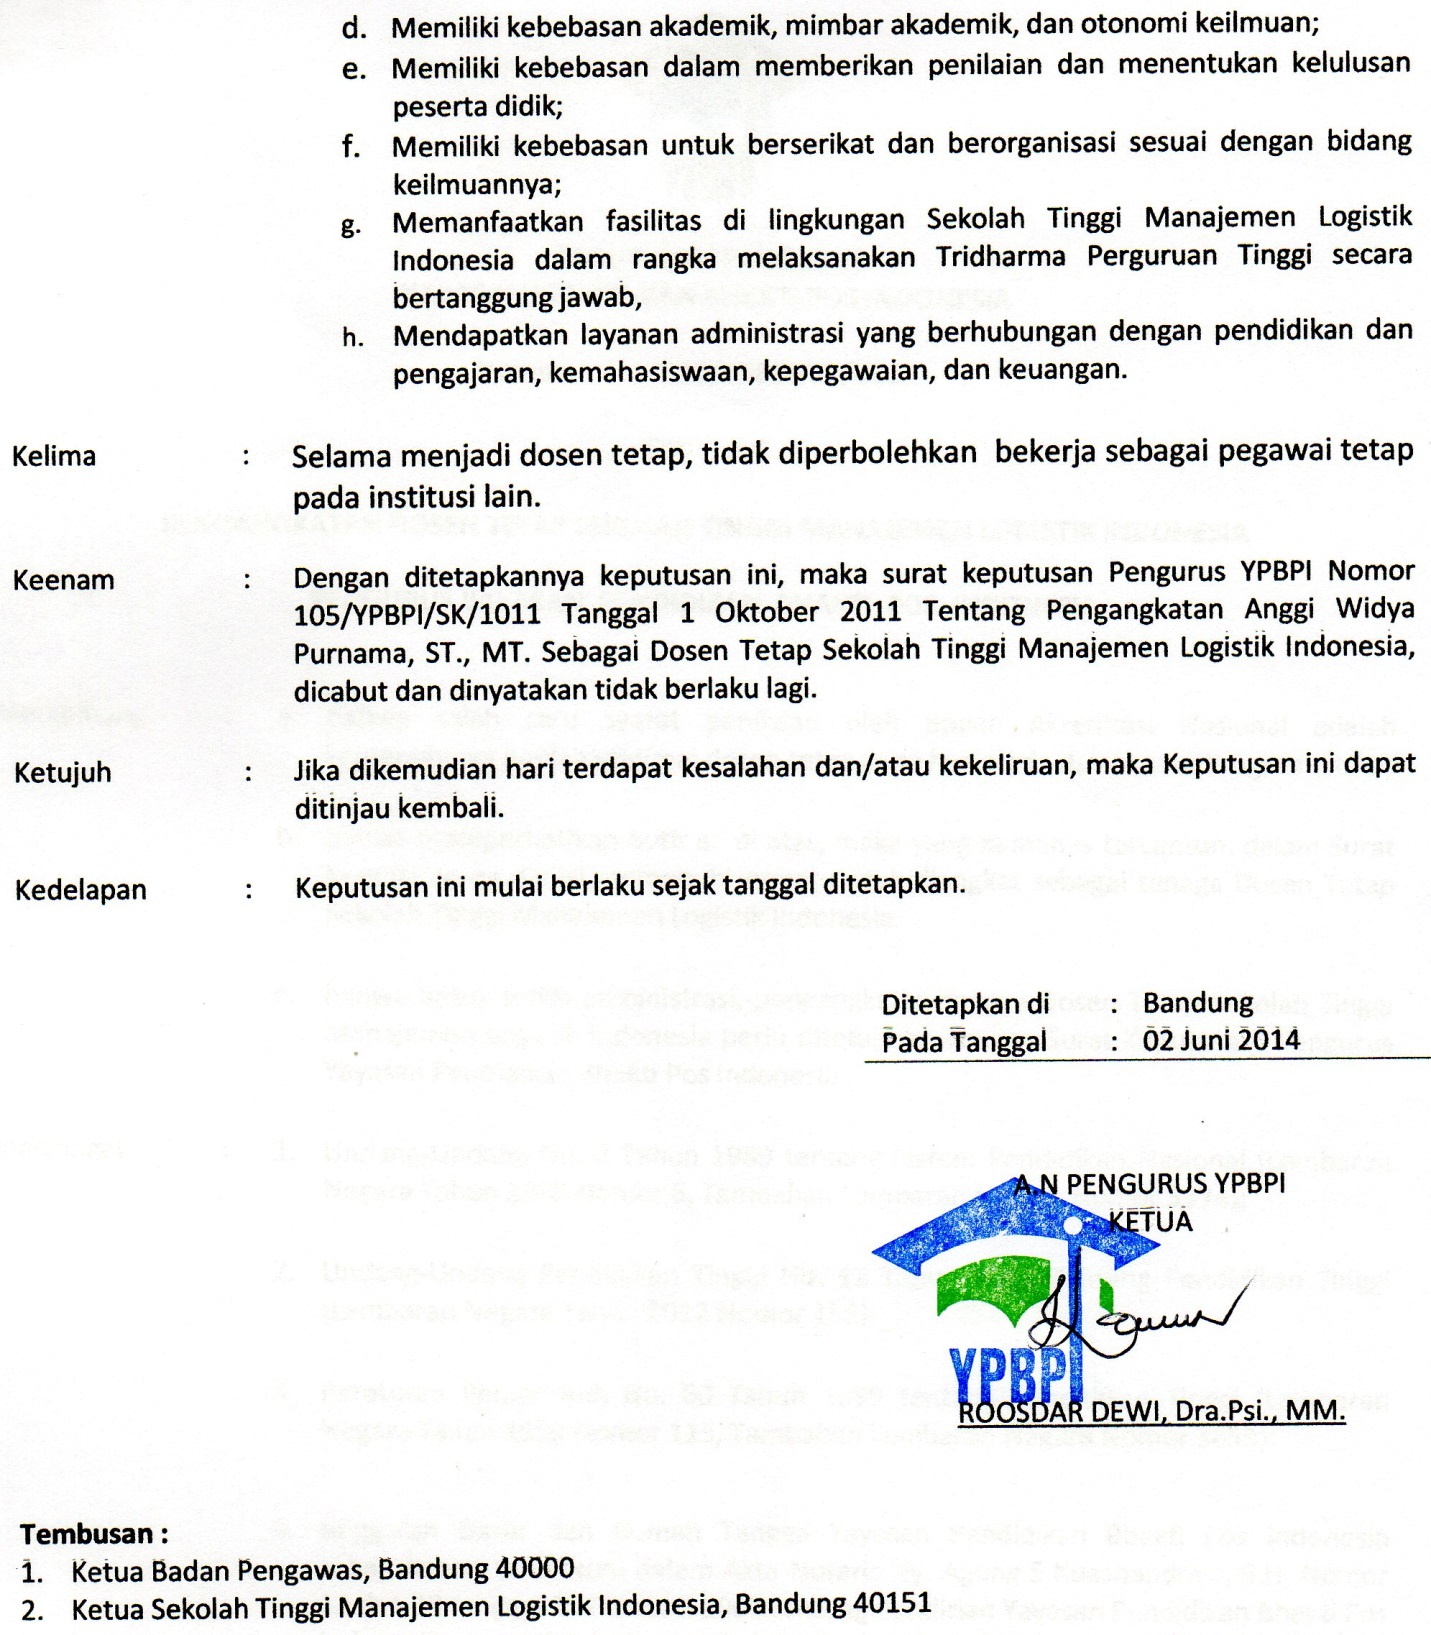 d. Memiliki kebebasan akademik, mimbar akademik, dan otonomi keilmuan;
e. Memiliki kebebasan dalam memberikan penilaian dan menentukan kelulusan
peserta didik;
f. Memiliki kebebasan untuk berserikat dan berorganisasi sesuai dengan bidang
keilmuannya;
g. Memanfaatkan fasilitas di lingkungan Sekolah Tinggi Manajemen Logistik
Indonesia dalam rangka melaksanakan Tridharma Perguruan Tinggi secara
bertanggung jawab,
h. Mendapatkan layanan administrasi yang berhubungan dengan pendidikan dan
pengajaran, kemahasiswaan, kepegawaian, dan keuangan.
Kelima : Selama menjadi dosen tetap, tidak diperbolehkan bekerja sebagai pegawai tetap
pada institusi lain.
Keenam : Dengan ditetapkannya keputusan ini, maka surat keputusan Pengurus YPBPI Nomor
105/YPBPI/SK/1011 Tanggal 1 Oktober 2011 Tentang Pengangkatan Anggi Widya
Purnama, ST., MT. Sebagai Dosen Tetap Sekolah Tinggi Manajemen Logistik Indonesia,
dicabut dan dinyatakan tidak berlaku lagi.
Ketujuh : Jika dikemudian hari terdapat kesalahan dan/atau kekeliruan, maka Keputusan ini dapat
ditinjau kembali.
Kedelapan : Keputusan ini mulai berlaku sejak tanggal ditetapkan.
Ditetapkan di : Bandung
Pada Tanggal : 02 Juni 2014
A.N PENGURUS YPBPI
KETUA
YPBPI
ROOSDAR DEWI, Dra.Psi., MM.
Tembusan :
1. Ketua Badan Pengawas, Bandung 40000
2. Ketua Sekolah Tinggi Manajemen Logistik Indonesia, Bandung 40151